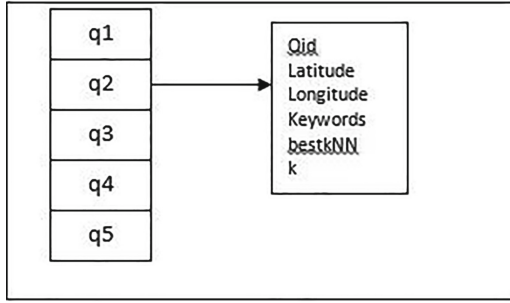 q1
q2
q3
q4
q5
Qid
Latitude
Longitude
Keywords
bestkNN
k